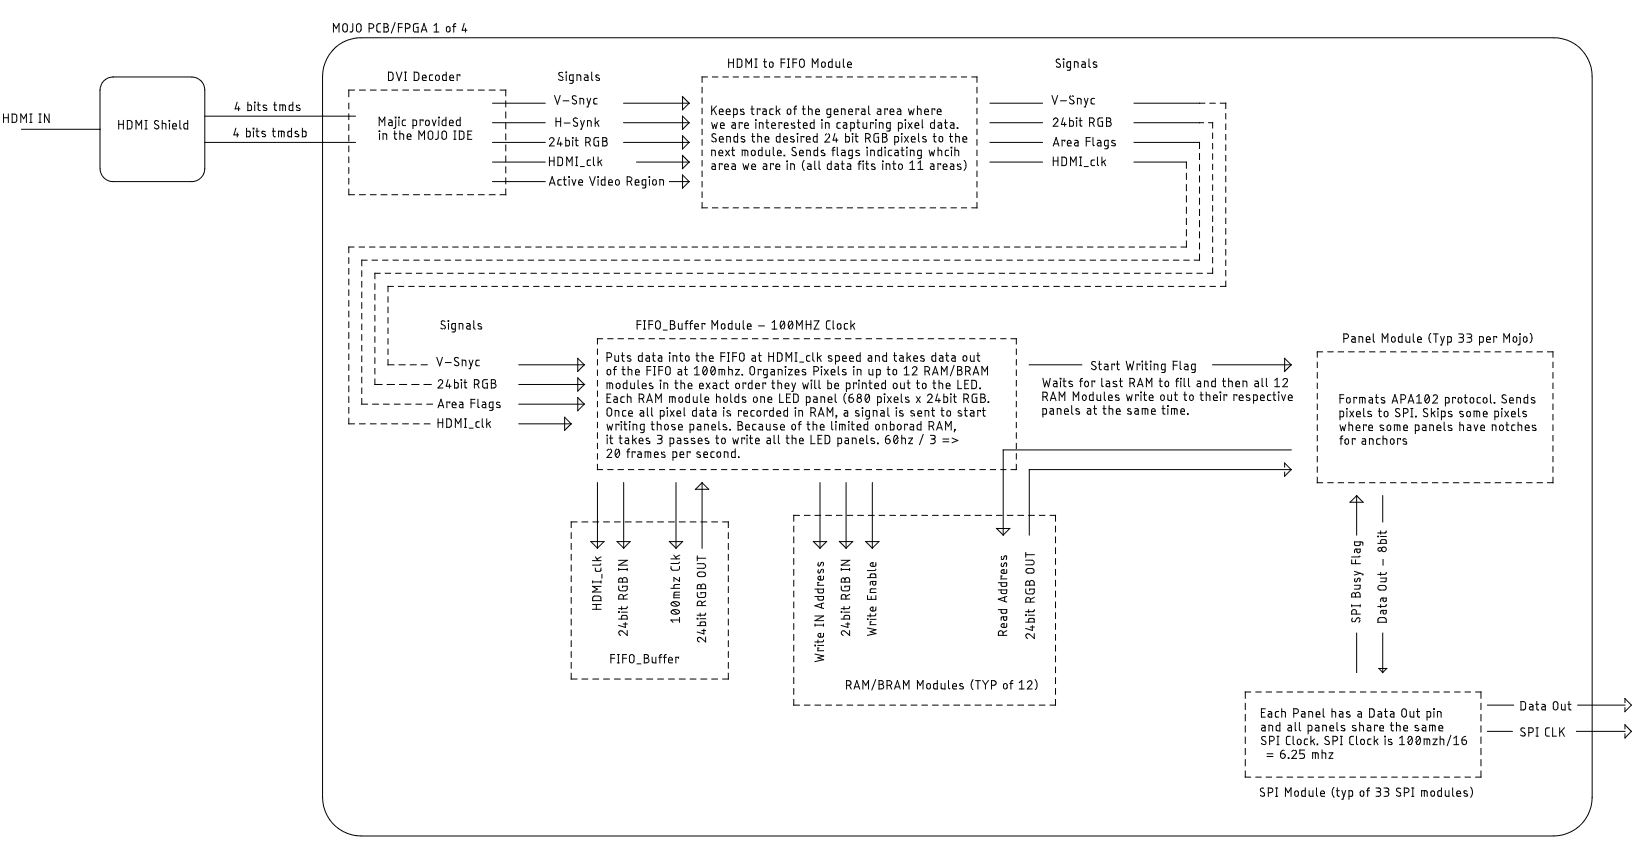 MOJO PCB/FPGA 1 of 4
HDMI IN
HDMI Shield
4 bits tmds
4 bits tmdsb
DVI Decoder
Majic provided
in the MOJO IDE
Signals
V-Snyc
H-Synk
24bit RGB
HDMI_clk
Active Video Region
HDMI to FIFO Module
Keeps track of the general area where
we are interested in capturing pixel data.
Sends the desired 24 bit RGB pixels to the
next module. Sends flags indicating whcih
area we are in (all data fits into 11 areas)
Signals
V-Snyc
24bit RGB
Area Flags
HDMI_clk
Signals
V-Snyc
24bit RGB
Area Flags
HDMI_clk
FIFO_Buffer Module - 100MHZ Clock
Puts data into the FIFO at HDMI_clk speed and takes data out
of the FIFO at 100mhz. Organizes Pixels in up to 12 RAM/BRAM
modules in the exact order they will be printed out to the LED.
Each RAM module holds one LED panel (680 pixels x 24bit RGB.
Once all pixel data is recorded in RAM, a signal is sent to start
writing those panels. Because of the limited onborad RAM,
it takes 3 passes to write all the LED panels. 60hz / 3 =>
20 frames per second.
Start Writing Flag
Waits for last RAM to fill and then all 12
RAM Modules write out to their respective
panels at the same time.
Panel Module (Typ 33 per Mojo)
Formats APA102 protocol. Sends
pixels to SPI. Skips some pixels
where some panels have notches
for anchors
HDMI_clk
24bit RGB IN
100mhz Clk
24bit RGB OUT
FIFO_Buffer
Write IN Address
24bit RGB IN
Write Enable
Read Address
24bit RGB OUT
RAM/BRAM Modules (TYP of 12)
SPI Busy Flag
Data Out - 8bit
Each Panel has a Data Out pin
and all panels share the same
SPI Clock. SPI Clock is 100mzh/16
= 6.25 mhz
SPI Module (typ of 33 SPI modules)
Data Out
SPI CLK